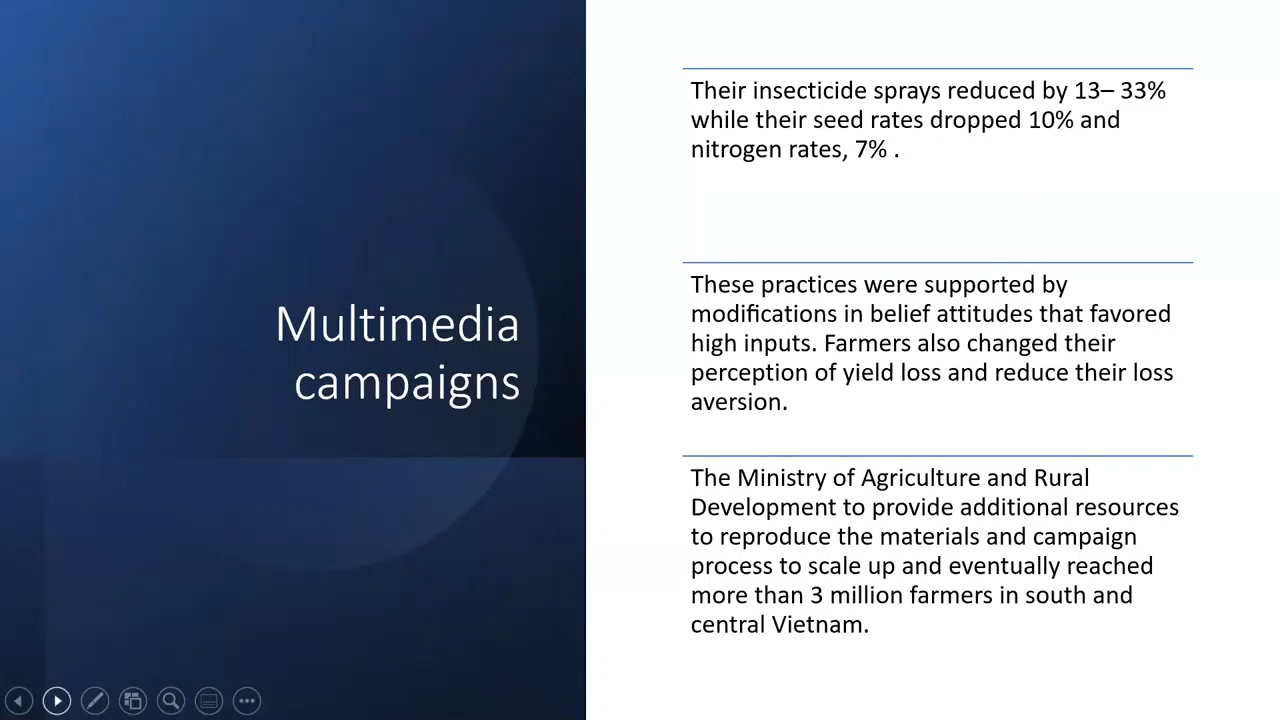 Multimedia
campaigns
Their insecticide sprays reduced by 13– 33%
while their seed rates dropped 10% and
nitrogen rates, 7% .
These practices were supported by
modifications in belief attitudes that favored
high inputs. Farmers also changed their
perception of yield loss and reduce their loss
aversion.
The Ministry of Agriculture and Rural
Development to provide additional resources
to reproduce the materials and campaign
process to scale up and eventually reached
more than 3 million farmers in south and
central Vietnam.